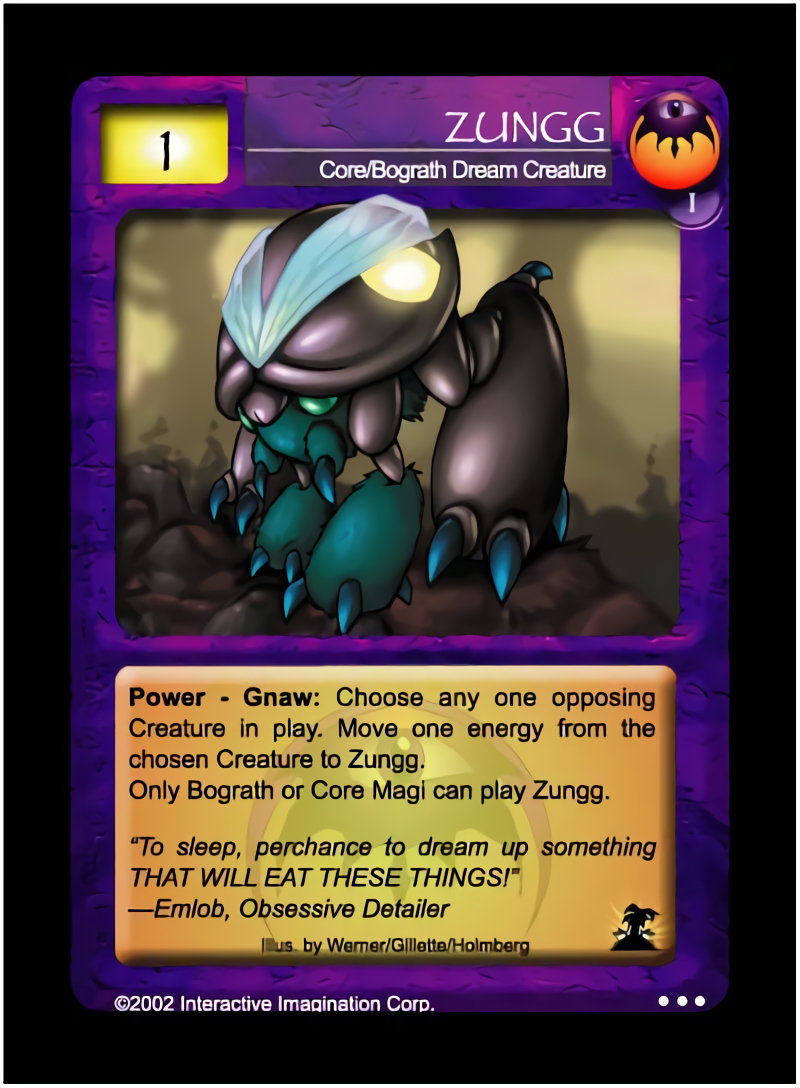 1
ZUNGG
Core/Bograth Dream Creature
I
Power - Gnaw: Choose any one opposing
Creature in play. Move one energy from the
chosen Creature to Zungg.
Only Bograth or Core Magi can play Zungg.
“To sleep, perchance to dream up something
THAT WILL EAT THESE THINGS!”
—Emlob, Obsessive Detailer
Illus. by Werner/Gillette/Holmberg
©2002 Interactive Imagination Corp.